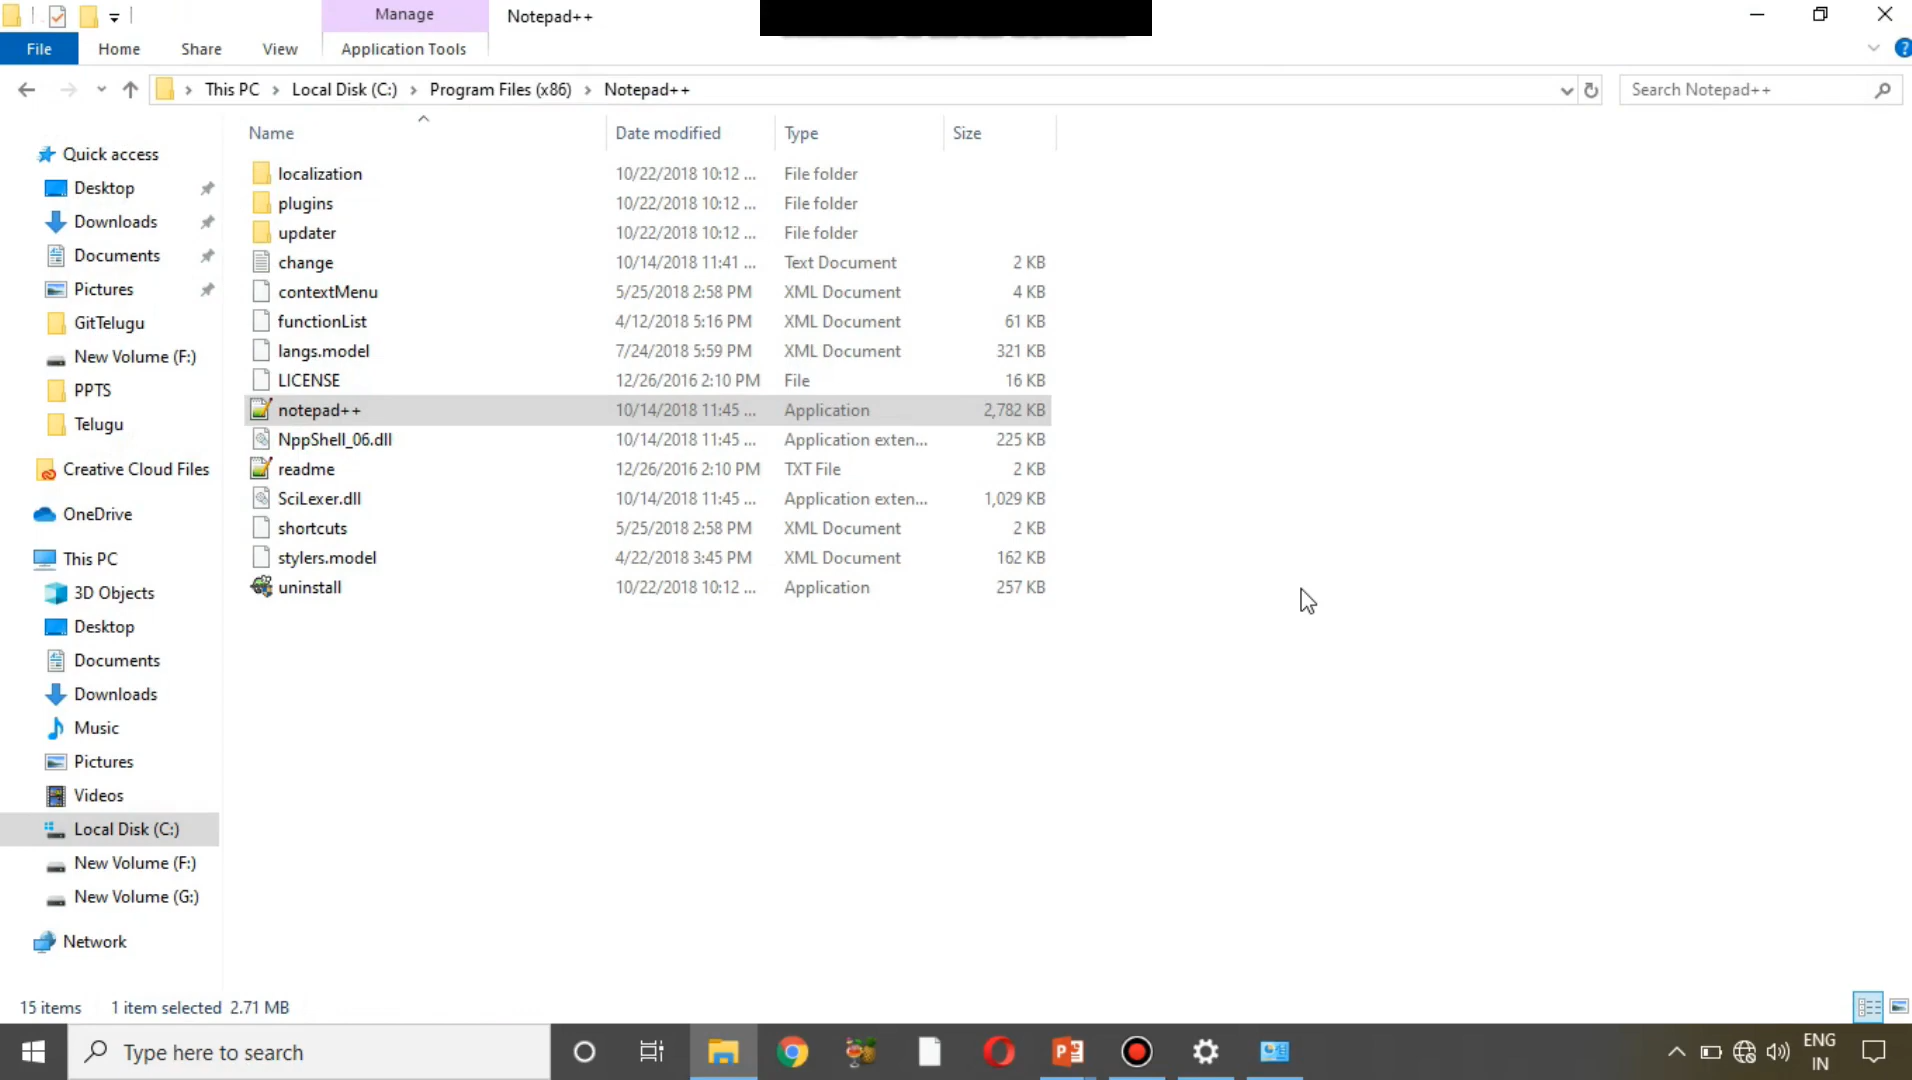 Manage
Notepad++
File
Home
Share
View
Application Tools
This PC > Local Disk (C:) > Program Files (x86) > Notepad++
Search Notepad++
Name Date modified Type Size
Quick access
Desktop
Downloads
Documents
Pictures
GitTelugu
New Volume (F:)
PPTS
Telugu
Creative Cloud Files
OneDrive
This PC
3D Objects
Desktop
Documents
Downloads
Music
Pictures
Videos
Local Disk (C:)
New Volume (F:)
New Volume (G:)
Network
localization 10/22/2018 10:12 ... File folder
plugins 10/22/2018 10:12 ... File folder
updater 10/22/2018 10:12 ... File folder
change 10/14/2018 11:41 ... Text Document 2 KB
contextMenu 5/25/2018 2:58 PM XML Document 4 KB
functionList 4/12/2018 5:16 PM XML Document 61 KB
langs.model 7/24/2018 5:59 PM XML Document 321 KB
LICENSE 12/26/2016 2:10 PM File 16 KB
notepad++ 10/14/2018 11:45 ... Application 2,782 KB
NppShell_06.dll 10/14/2018 11:45 ... Application exten... 225 KB
readme 12/26/2016 2:10 PM TXT File 2 KB
SciLexer.dll 10/14/2018 11:45 ... Application exten... 1,029 KB
shortcuts 5/25/2018 2:58 PM XML Document 2 KB
stylers.model 4/22/2018 3:45 PM XML Document 162 KB
uninstall 10/22/2018 10:12 ... Application 257 KB
15 items 1 item selected 2.71 MB
Type here to search
ENG
IN